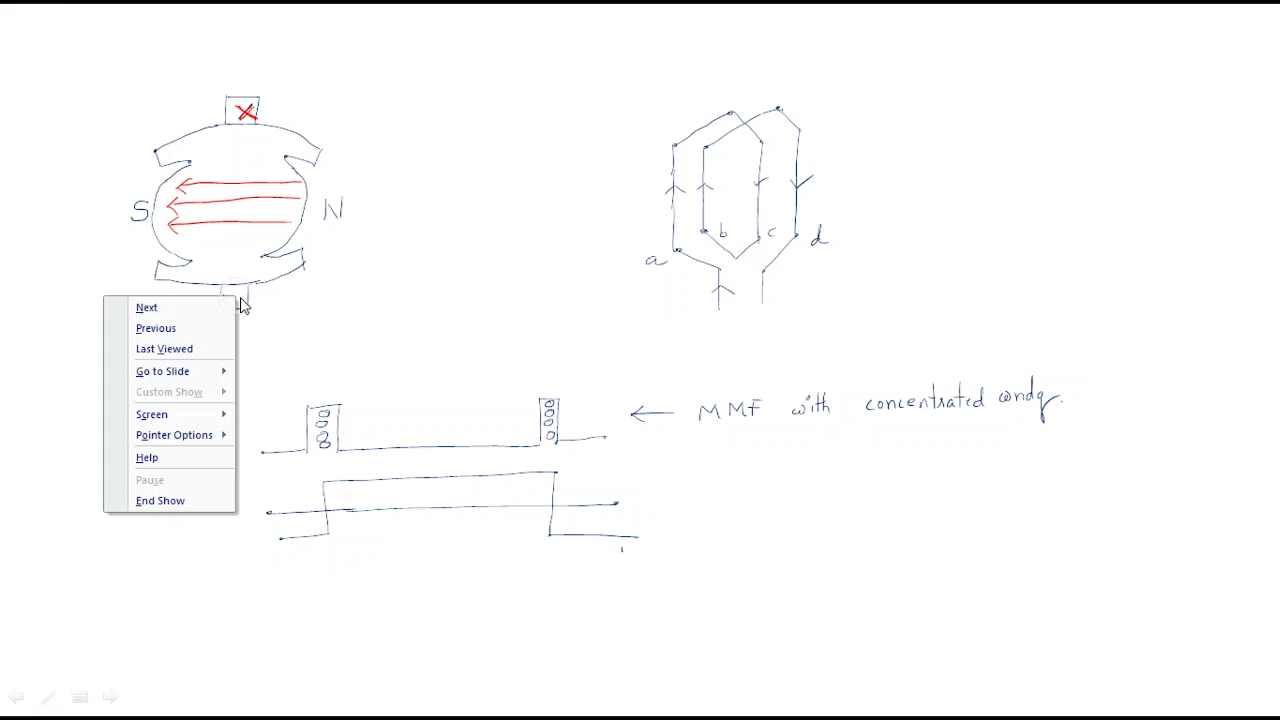 S
N
a
b
c
d
Next
Previous
Last Viewed
Go to Slide
Custom Show
Screen
Pointer Options
Help
Pause
End Show
MMF with concentrated wndg.